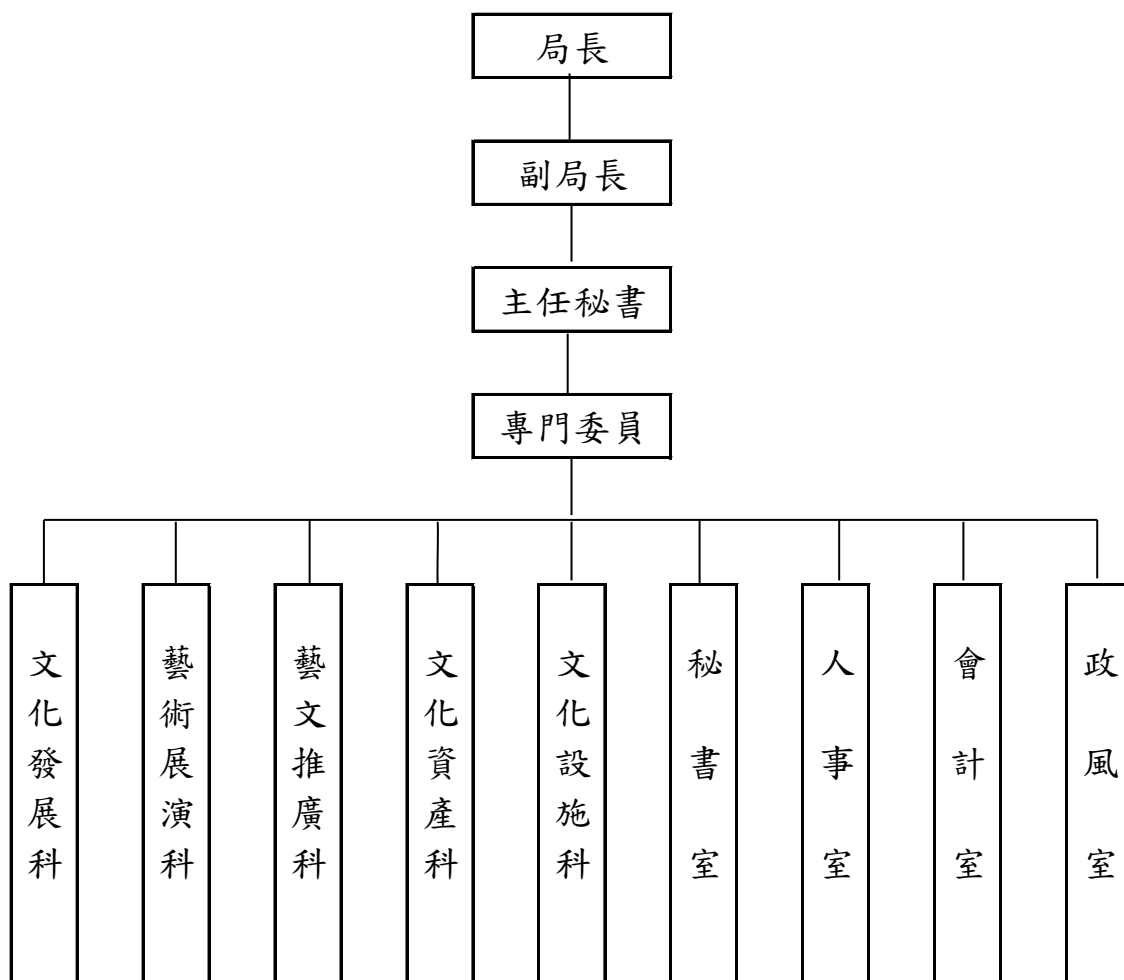 局長
副局長
主任秘書
專門委員
文化發展科
藝術展演科
藝文推廣科
文化資產科
文化設施科
秘書室
人事室
會計室
政風室